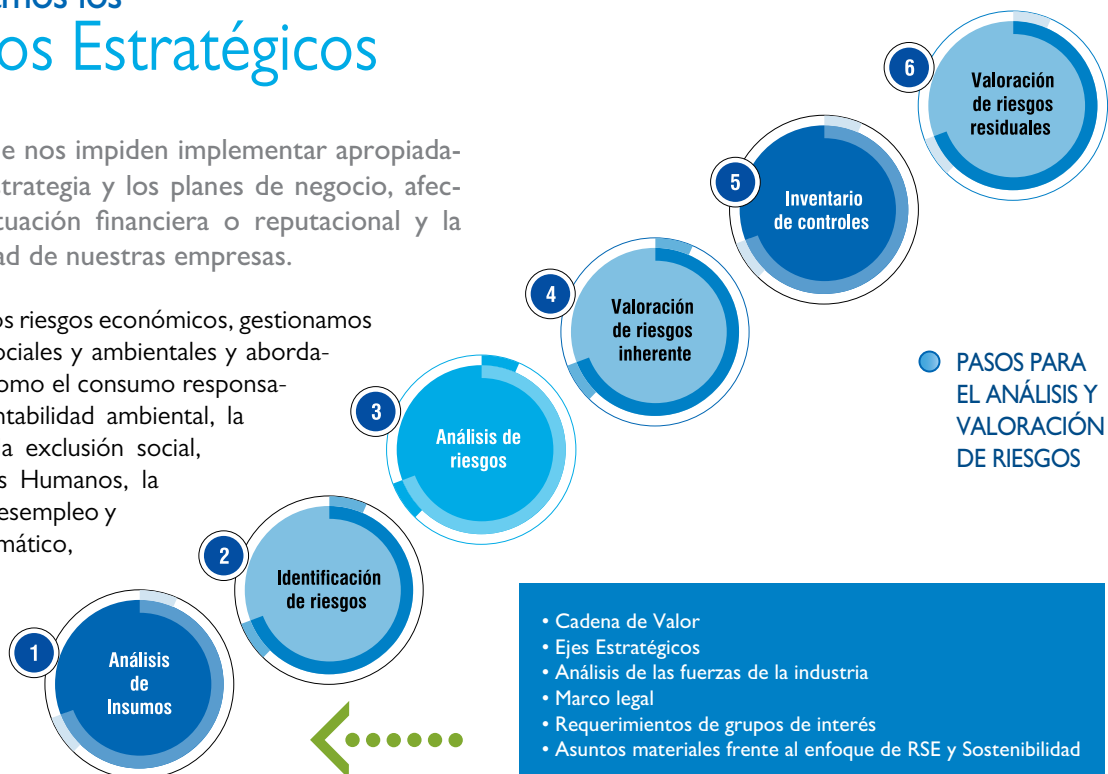 os Estratégicos
e nos impiden implementar apropiada-
strategia y los planes de negocio, afec-
tuación financiera o reputacional y la
ad de nuestras empresas.
os riesgos económicos, gestionamos
ociales y ambientales y aborda-
omo el consumo responsa-
ntabilidad ambiental, la
a exclusión social,
s Humanos, la
esempleo y
mático,
1
Análisis
de
Insumos
2
Identificación
de riesgos
3
Análisis de
riesgos
4
Valoración
de riesgos
inherente
5
Inventario
de controles
6
Valoración
de riesgos
residuales
PASOS PARA
EL ANÁLISIS Y
VALORACIÓN
DE RIESGOS
• Cadena de Valor
• Ejes Estratégicos
• Análisis de las fuerzas de la industria
• Marco legal
• Requerimientos de grupos de interés
• Asuntos materiales frente al enfoque de RSE y Sostenibilidad